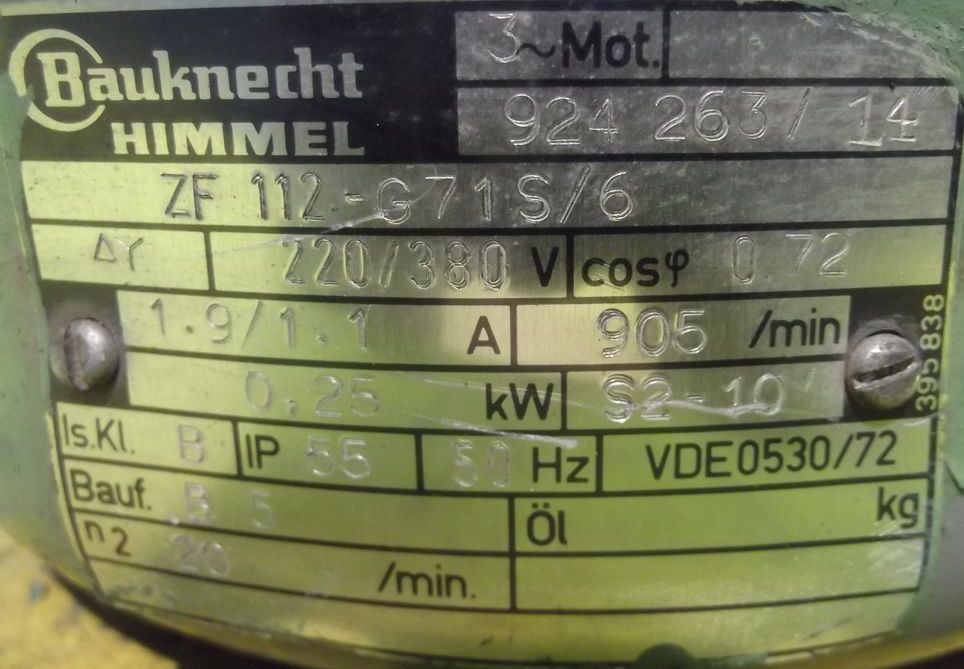 Bauknecht
HIMMEL
3~Mot.
924 263/14
ZF 112-G71S/6
ΔY 220/380 V cosφ 0.72
1.9/1.1 A 905 /min
0.25 kW S2-10
Is.Kl. B IP 55 50 Hz VDE0530/72
Bauf. B 5 Öl kg
n2 20 /min.
395838